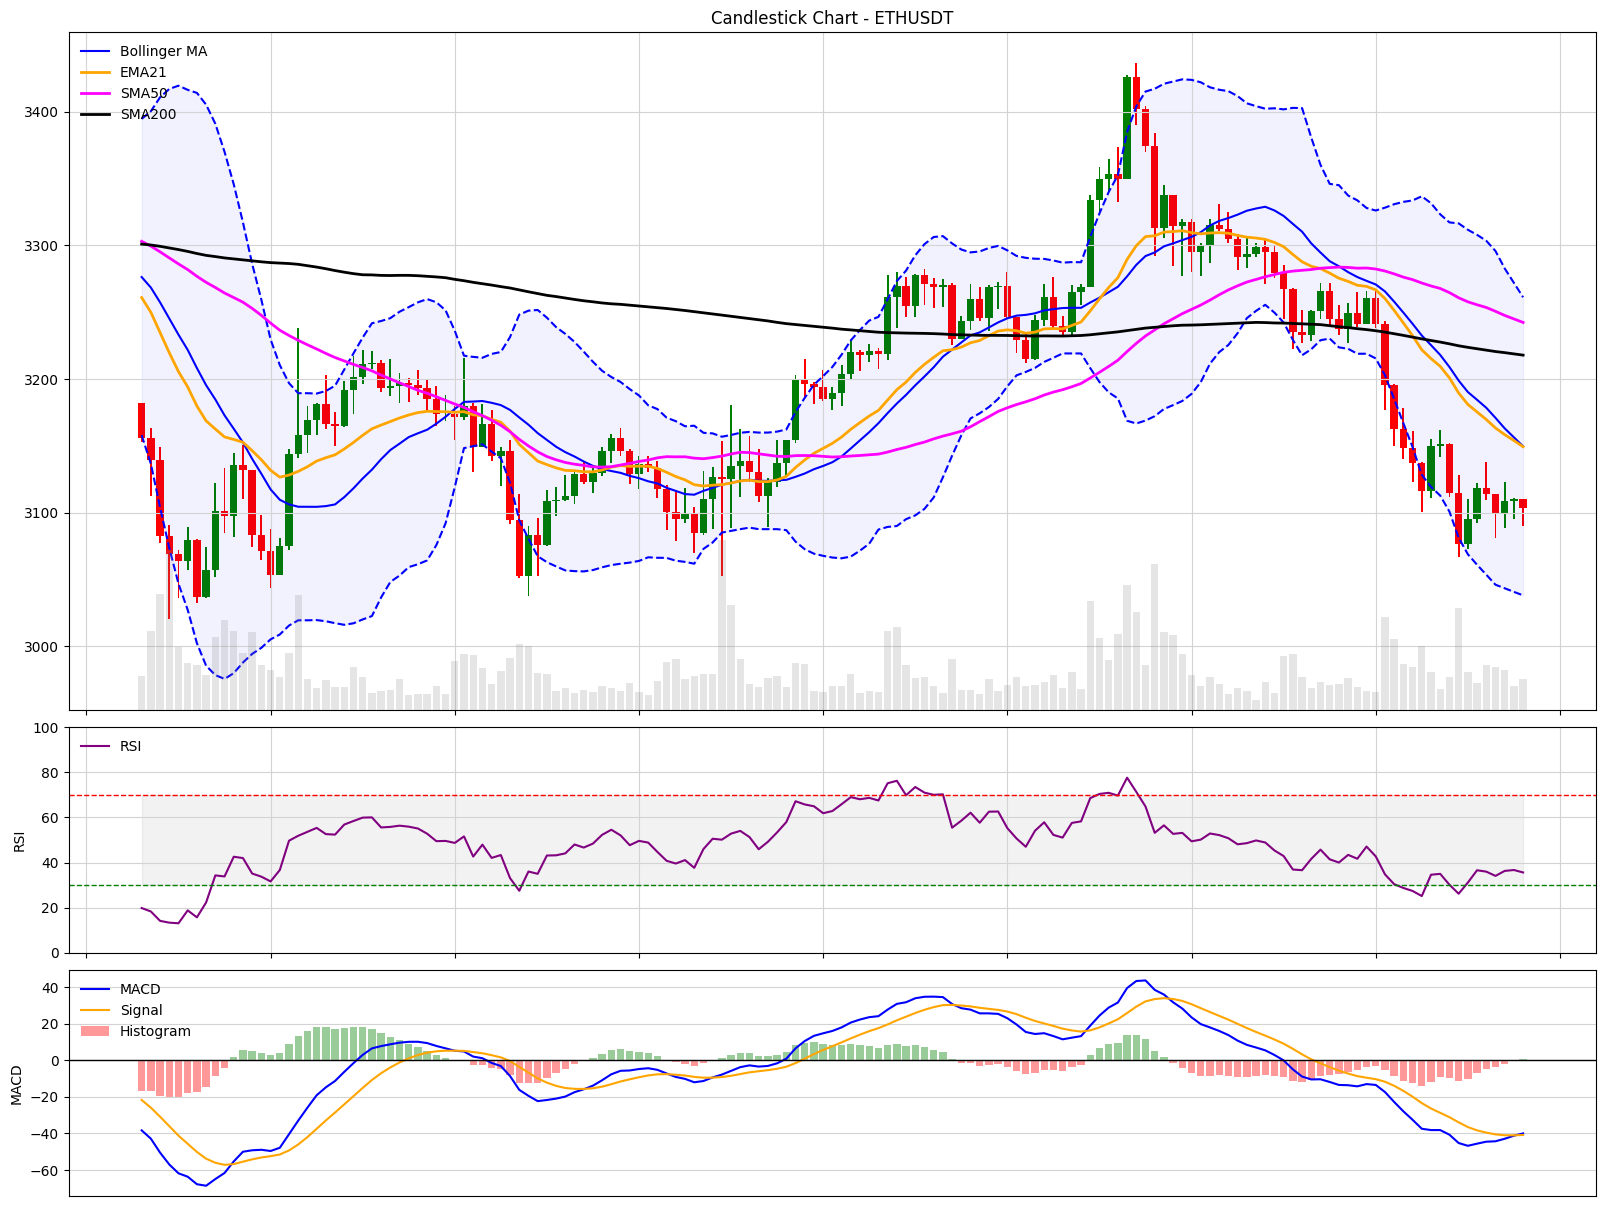 Candlestick Chart - ETHUSDT
Bollinger MA
EMA21
SMA50
SMA200
3400
3300
3200
3100
3000
RSI
100
80
60
40
20
0
RSI
MACD
Signal
Histogram
40
20
0
−20
−40
−60
MACD